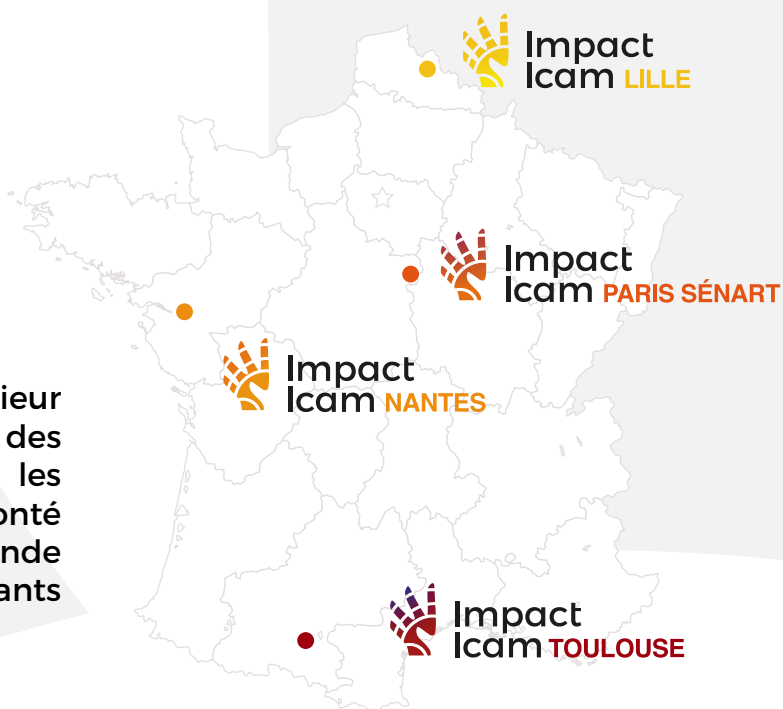 Impact
Icam LILLE
Impact
Icam PARIS SÉNART
Impact
Icam NANTES
ieur
des
les
onté
nde
ants
Impact
Icam TOULOUSE